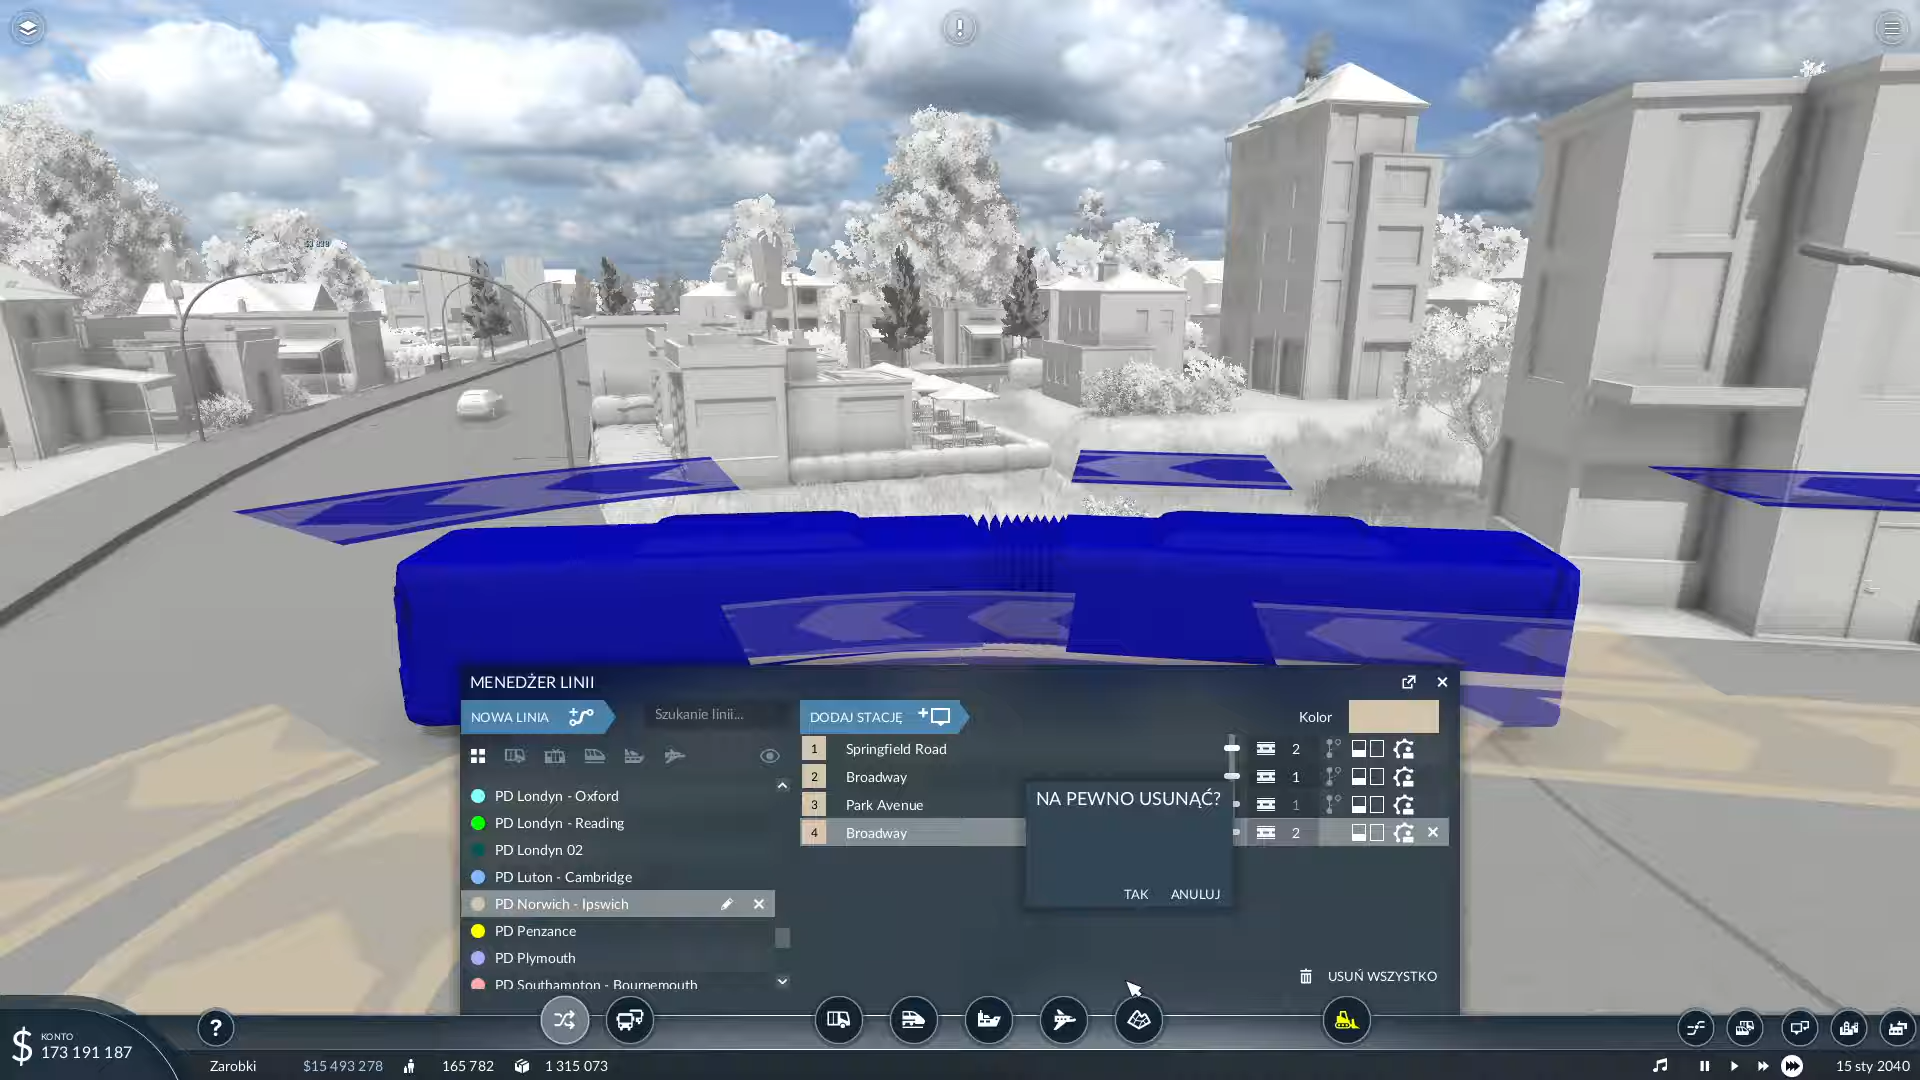 MENEDŻER LINII
NOWA LINIA
Szukanie linii...
PD Londyn - Oxford
PD Londyn - Reading
PD Londyn 02
PD Luton - Cambridge
PD Norwich - Ipswich
PD Penzance
PD Plymouth
PD Southampton - Bournemouth
DODAJ STACJĘ
Kolor
1 Springfield Road 2
2 Broadway 1
3 Park Avenue 1
4 Broadway 2
NA PEWNO USUNĄĆ?
TAK ANULUJ
USUŃ WSZYSTKO
?
$ KONTO
173 191 187
Zarobki $15 493 278 165 782 1 315 073 15 sty 2040